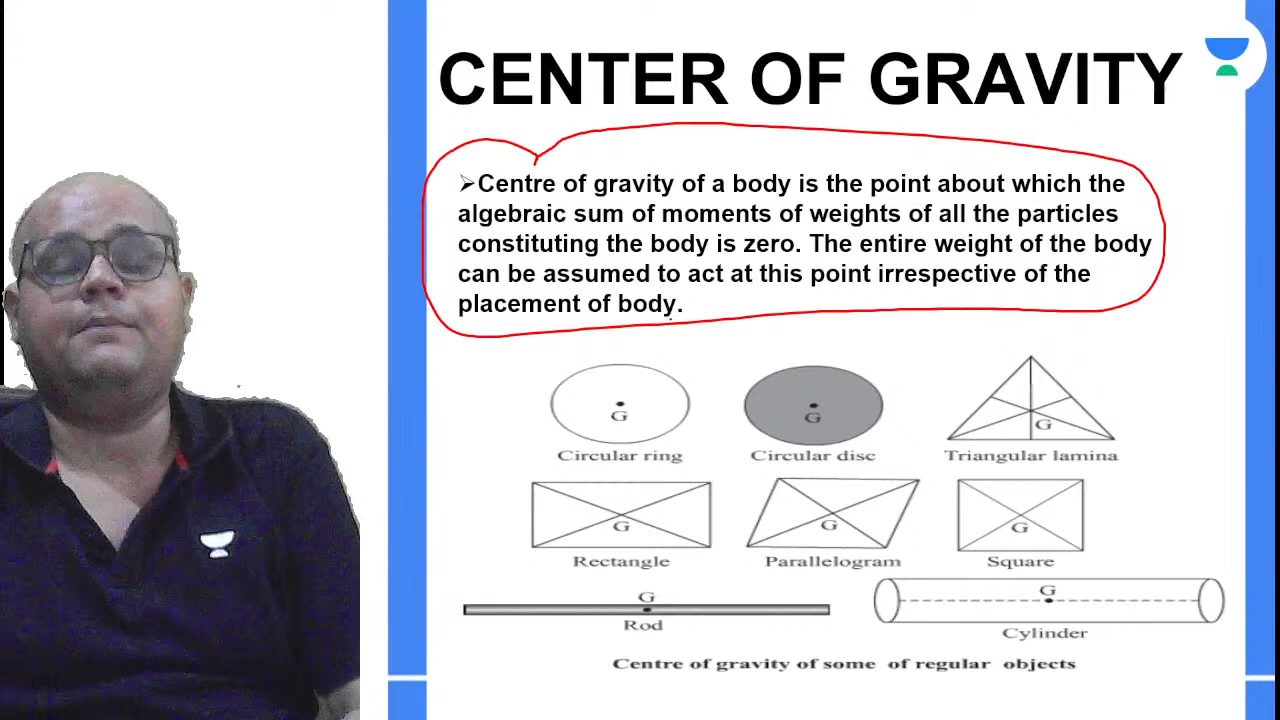 CENTER OF GRAVITY
➢Centre of gravity of a body is the point about which the
algebraic sum of moments of weights of all the particles
constituting the body is zero. The entire weight of the body
can be assumed to act at this point irrespective of the
placement of body.
G
G
G
Circular ring
Circular disc
Triangular lamina
G
G
G
Rectangle
Parallelogram
Square
G
G
Rod
Cylinder
Centre of gravity of some of regular objects